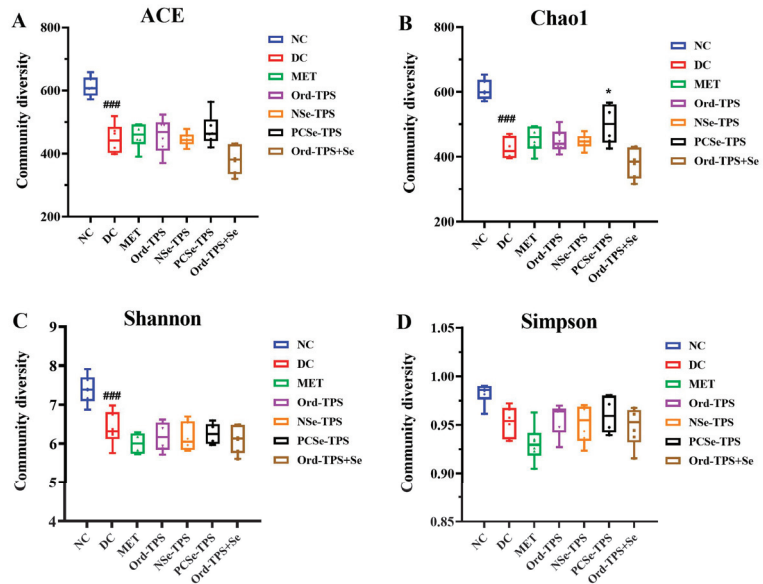 A
ACE
Community diversity
800
600
400
200
###
NC
DC
MET
Ord-TPS
NSe-TPS
PCSe-TPS
Ord-TPS+Se
NC
DC
MET
Ord-TPS
NSe-TPS
PCSe-TPS
Ord-TPS+Se
B
Chao1
Community diversity
800
600
400
200
###
*
NC
DC
MET
Ord-TPS
NSe-TPS
PCSe-TPS
Ord-TPS+Se
NC
DC
MET
Ord-TPS
NSe-TPS
PCSe-TPS
Ord-TPS+Se
C
Shannon
Community diversity
9
8
7
6
5
4
###
NC
DC
MET
Ord-TPS
NSe-TPS
PCSe-TPS
Ord-TPS+Se
NC
DC
MET
Ord-TPS
NSe-TPS
PCSe-TPS
Ord-TPS+Se
D
Simpson
Community diversity
1.05
1.00
0.95
0.90
0.85
NC
DC
MET
Ord-TPS
NSe-TPS
PCSe-TPS
Ord-TPS+Se
NC
DC
MET
Ord-TPS
NSe-TPS
PCSe-TPS
Ord-TPS+Se